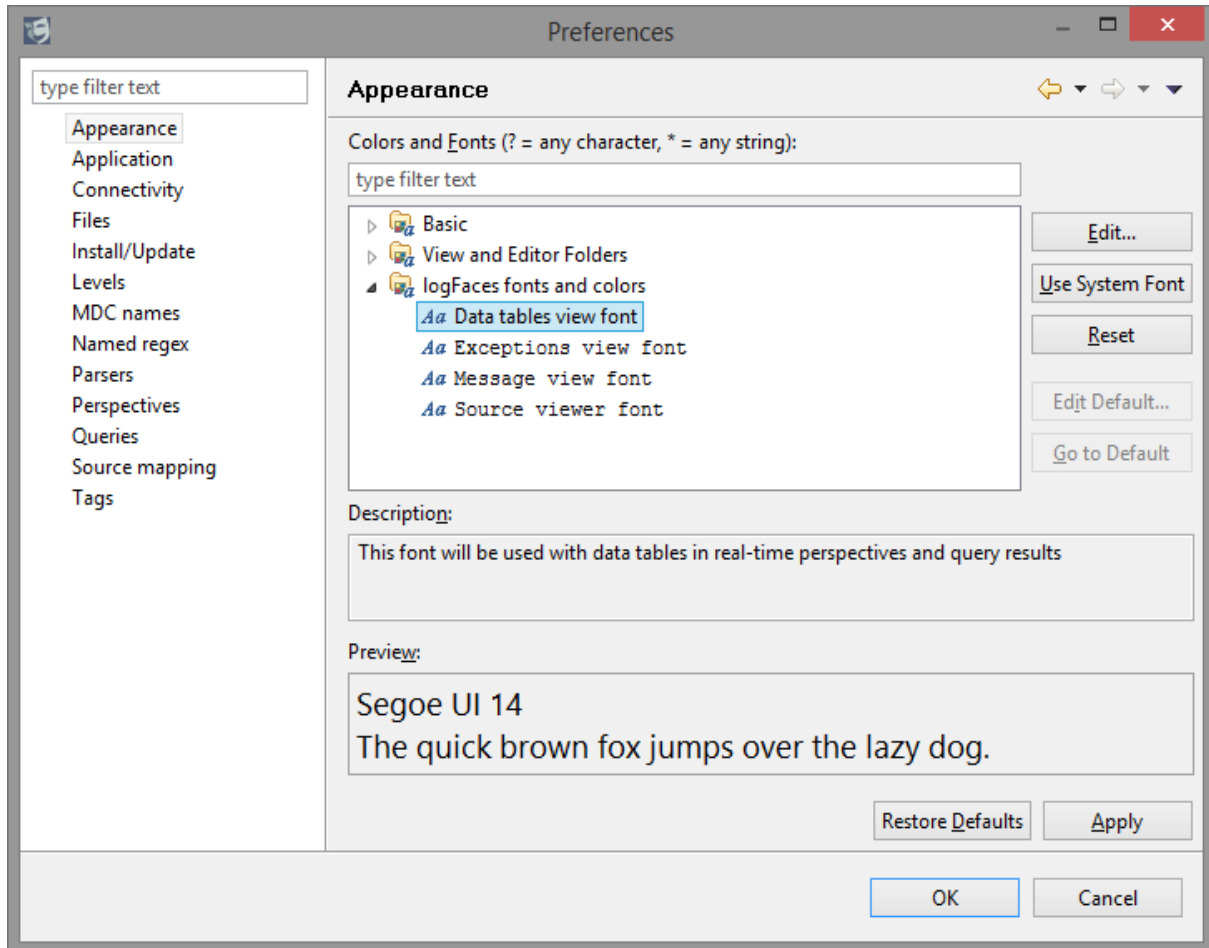 Preferences
type filter text
Appearance
Application
Connectivity
Files
Install/Update
Levels
MDC names
Named regex
Parsers
Perspectives
Queries
Source mapping
Tags
Appearance
Colors and Fonts (? = any character, * = any string):
type filter text
Basic
View and Editor Folders
logFaces fonts and colors
Aa Data tables view font
Aa Exceptions view font
Aa Message view font
Aa Source viewer font
Edit...
Use System Font
Reset
Edit Default...
Go to Default
Description:
This font will be used with data tables in real-time perspectives and query results
Preview:
Segoe UI 14
The quick brown fox jumps over the lazy dog.
Restore Defaults
Apply
OK
Cancel